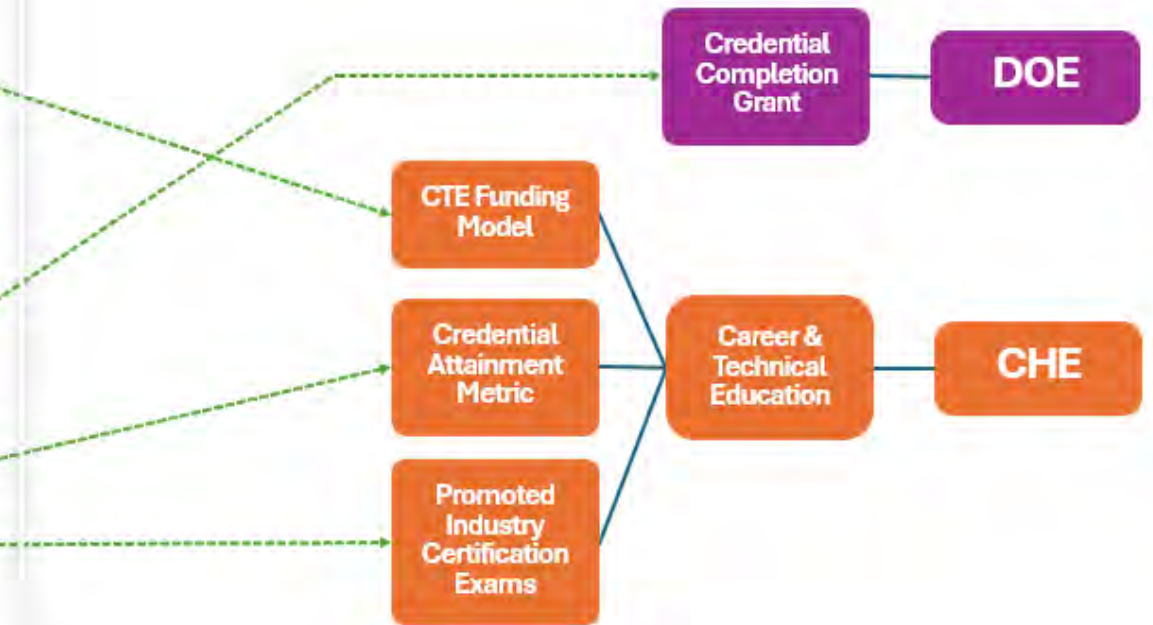 Credential
Completion
Grant
DOE
CTE Funding
Model
Credential
Attainment
Metric
Career &
Technical
Education
CHE
Promoted
Industry
Certification
Exams